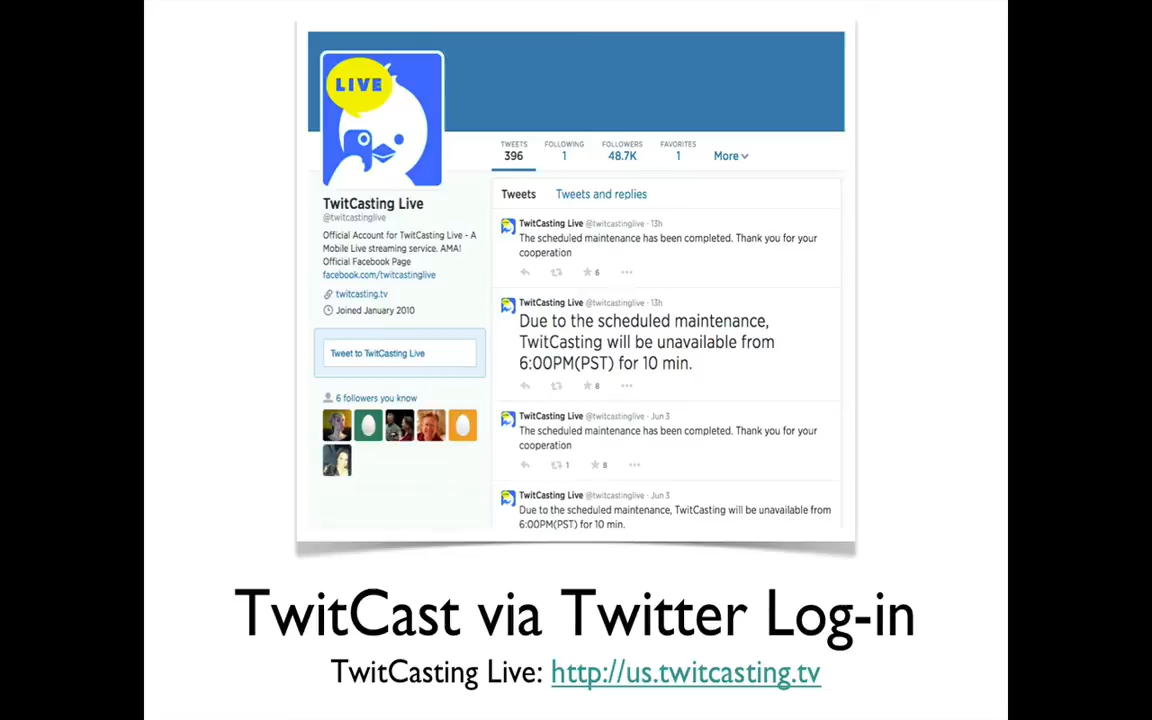 LIVE
TWEETS
396
FOLLOWING
1
FOLLOWERS
48.7K
FAVORITES
1
More
TwitCasting Live
@twitcastinglive
Official Account for TwitCasting Live - A
Mobile Live streaming service. AMA!
Official Facebook Page
facebook.com/twitcastinglive
twitcasting.tv
Joined January 2010
Tweet to TwitCasting Live
6 followers you know
Tweets Tweets and replies
TwitCasting Live @twitcastinglive · 13h
The scheduled maintenance has been completed. Thank you for your
cooperation
6
TwitCasting Live @twitcastinglive · 13h
Due to the scheduled maintenance,
TwitCasting will be unavailable from
6:00PM(PST) for 10 min.
8
TwitCasting Live @twitcastinglive · Jun 3
The scheduled maintenance has been completed. Thank you for your
cooperation
1 8
TwitCasting Live @twitcastinglive · Jun 3
Due to the scheduled maintenance, TwitCasting will be unavailable from
6:00PM(PST) for 10 min.
TwitCast via Twitter Log-in
TwitCasting Live: http://us.twitcasting.tv